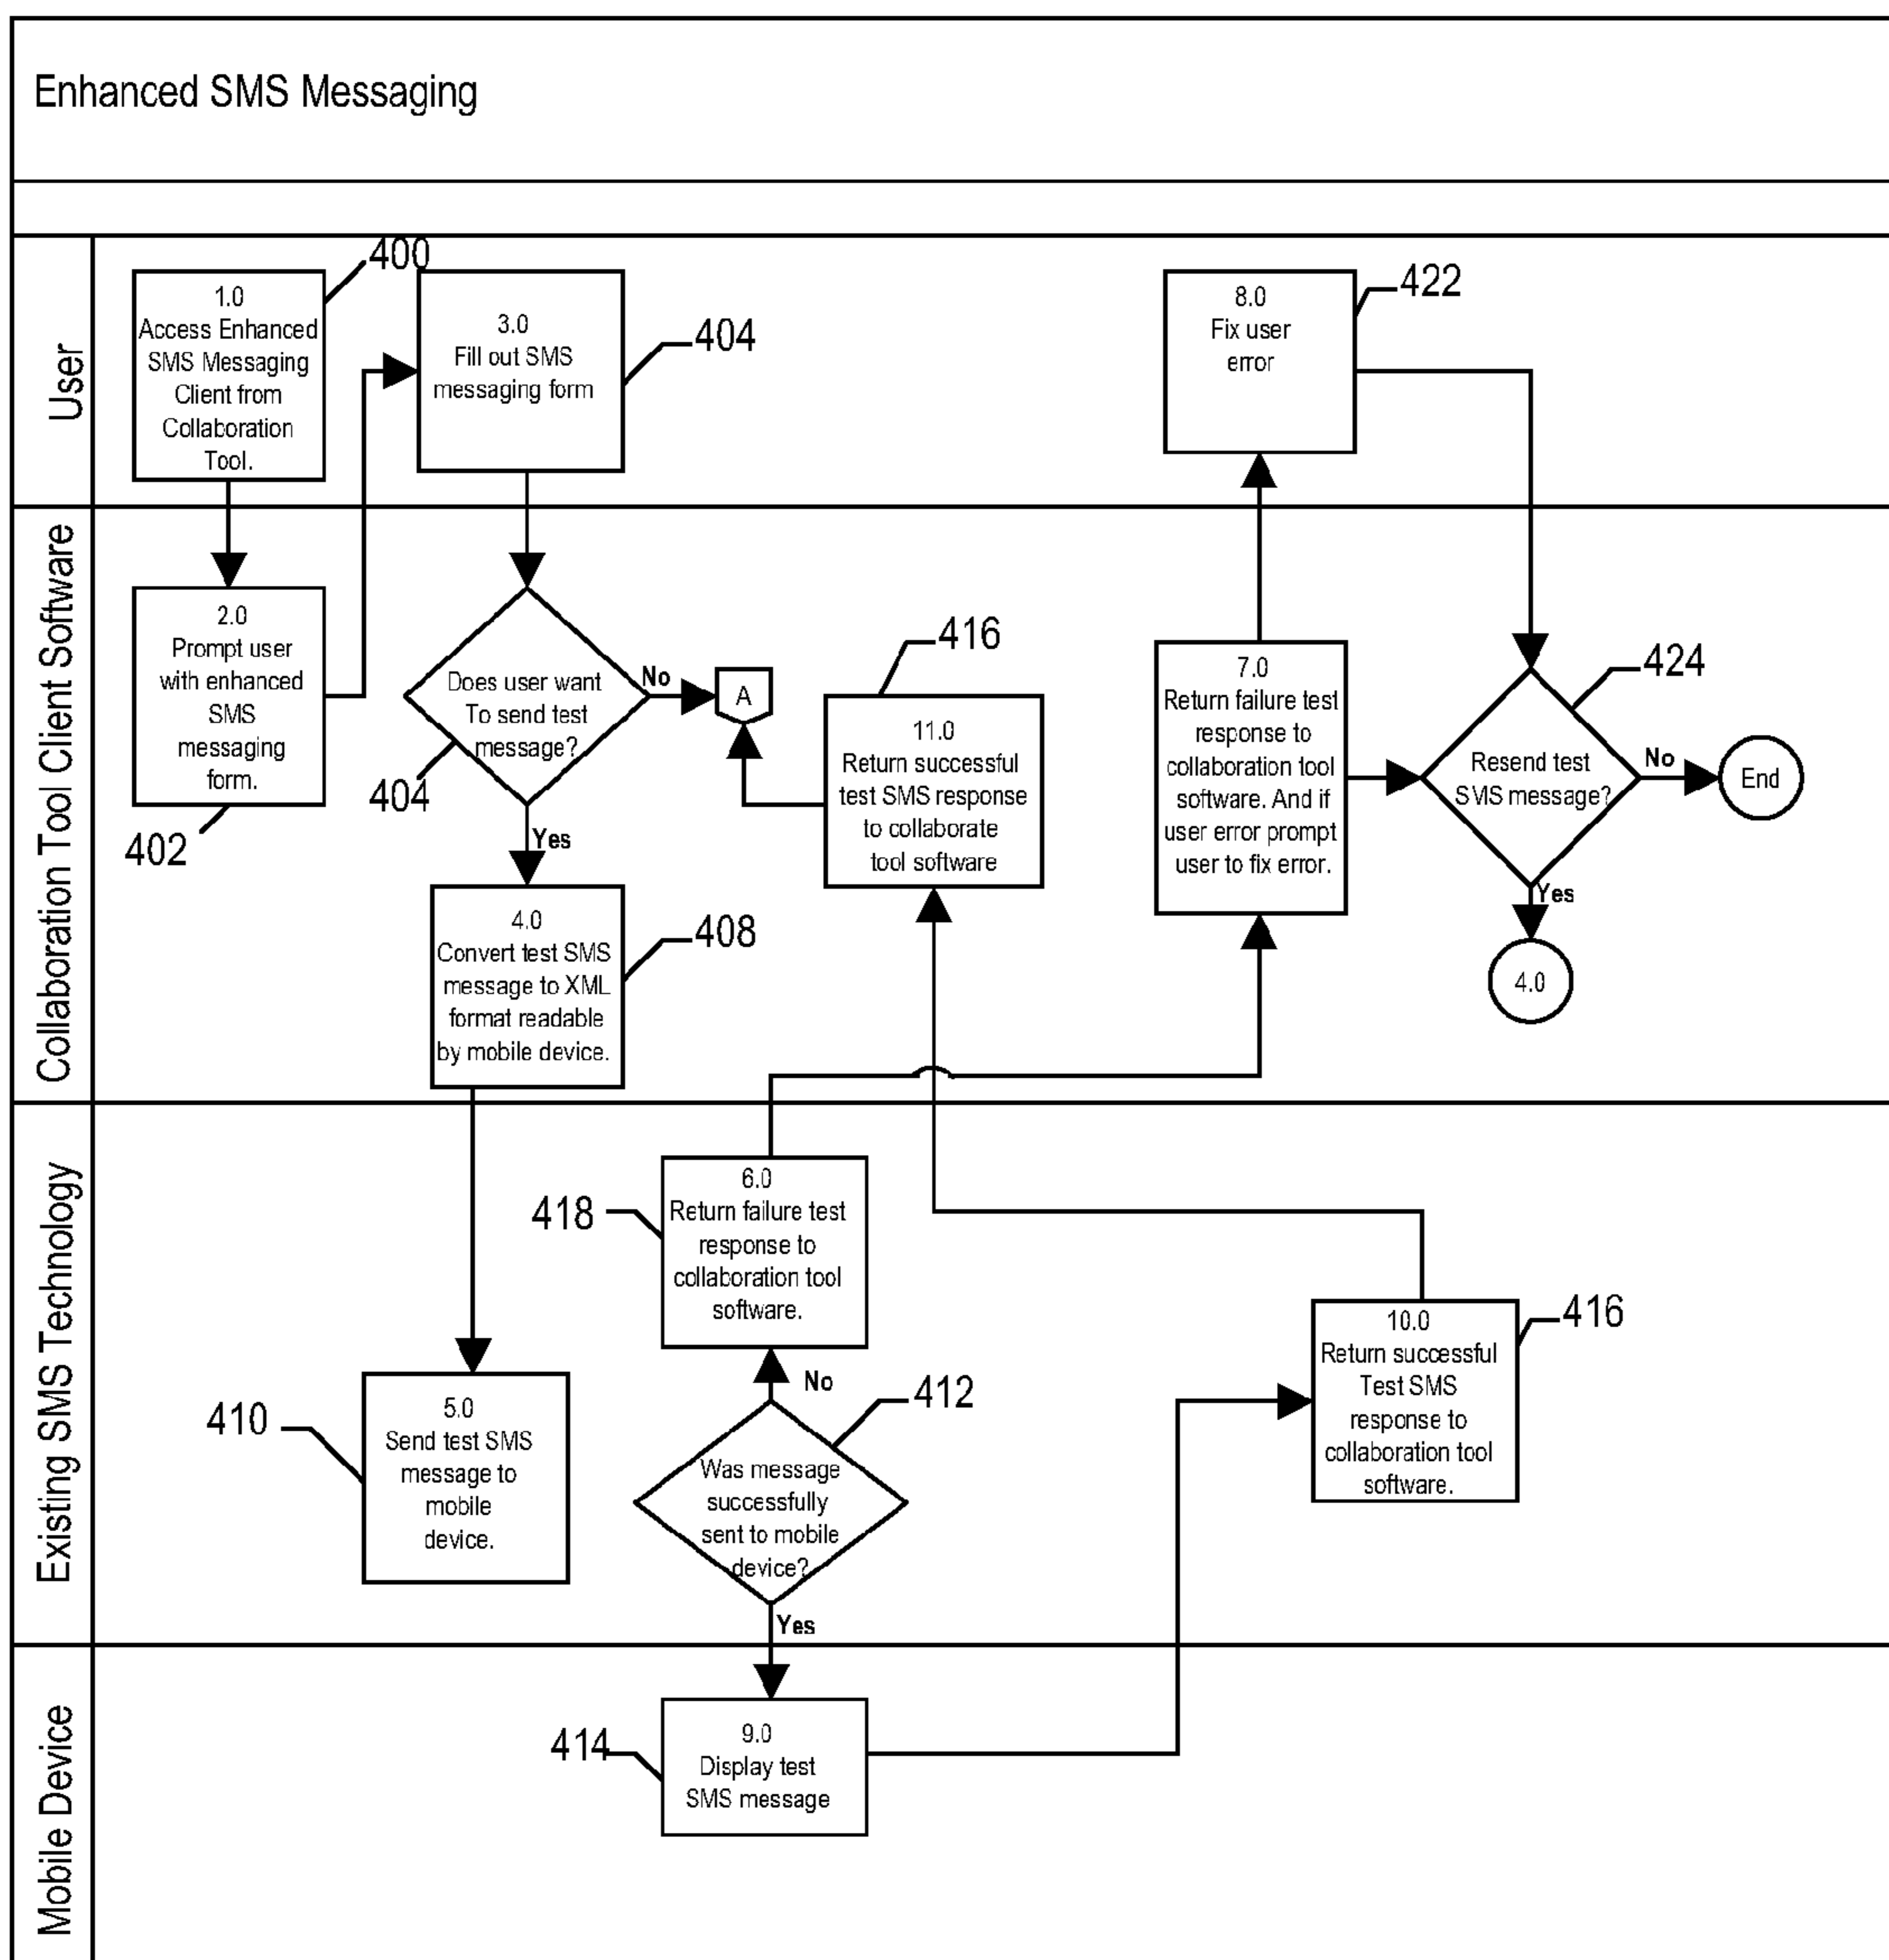 Enhanced SMS Messaging
User
400
1.0
Access Enhanced
SMS Messaging
Client from
Collaboration
Tool.
3.0
Fill out SMS
messaging form
404
8.0
Fix user
error
422
Collaboration Tool Client Software
2.0
Prompt user
with enhanced
SMS
messaging
form.
402
Does user want
To send test
message?
404
No
A
Yes
416
11.0
Return successful
test SMS response
to collaborate
tool software
7.0
Return failure test
response to
collaboration tool
software. And if
user error prompt
user to fix error.
424
Resend test
SMS message?
No
End
Yes
4.0
4.0
Convert test SMS
message to XML
format readable
by mobile device.
408
Existing SMS Technology
410
5.0
Send test SMS
message to
mobile
device.
418
6.0
Return failure test
response to
collaboration tool
software.
No
412
Was message
successfully
sent to mobile
device?
Yes
10.0
Return successful
Test SMS
response to
collaboration tool
software.
416
Mobile Device
414
9.0
Display test
SMS message